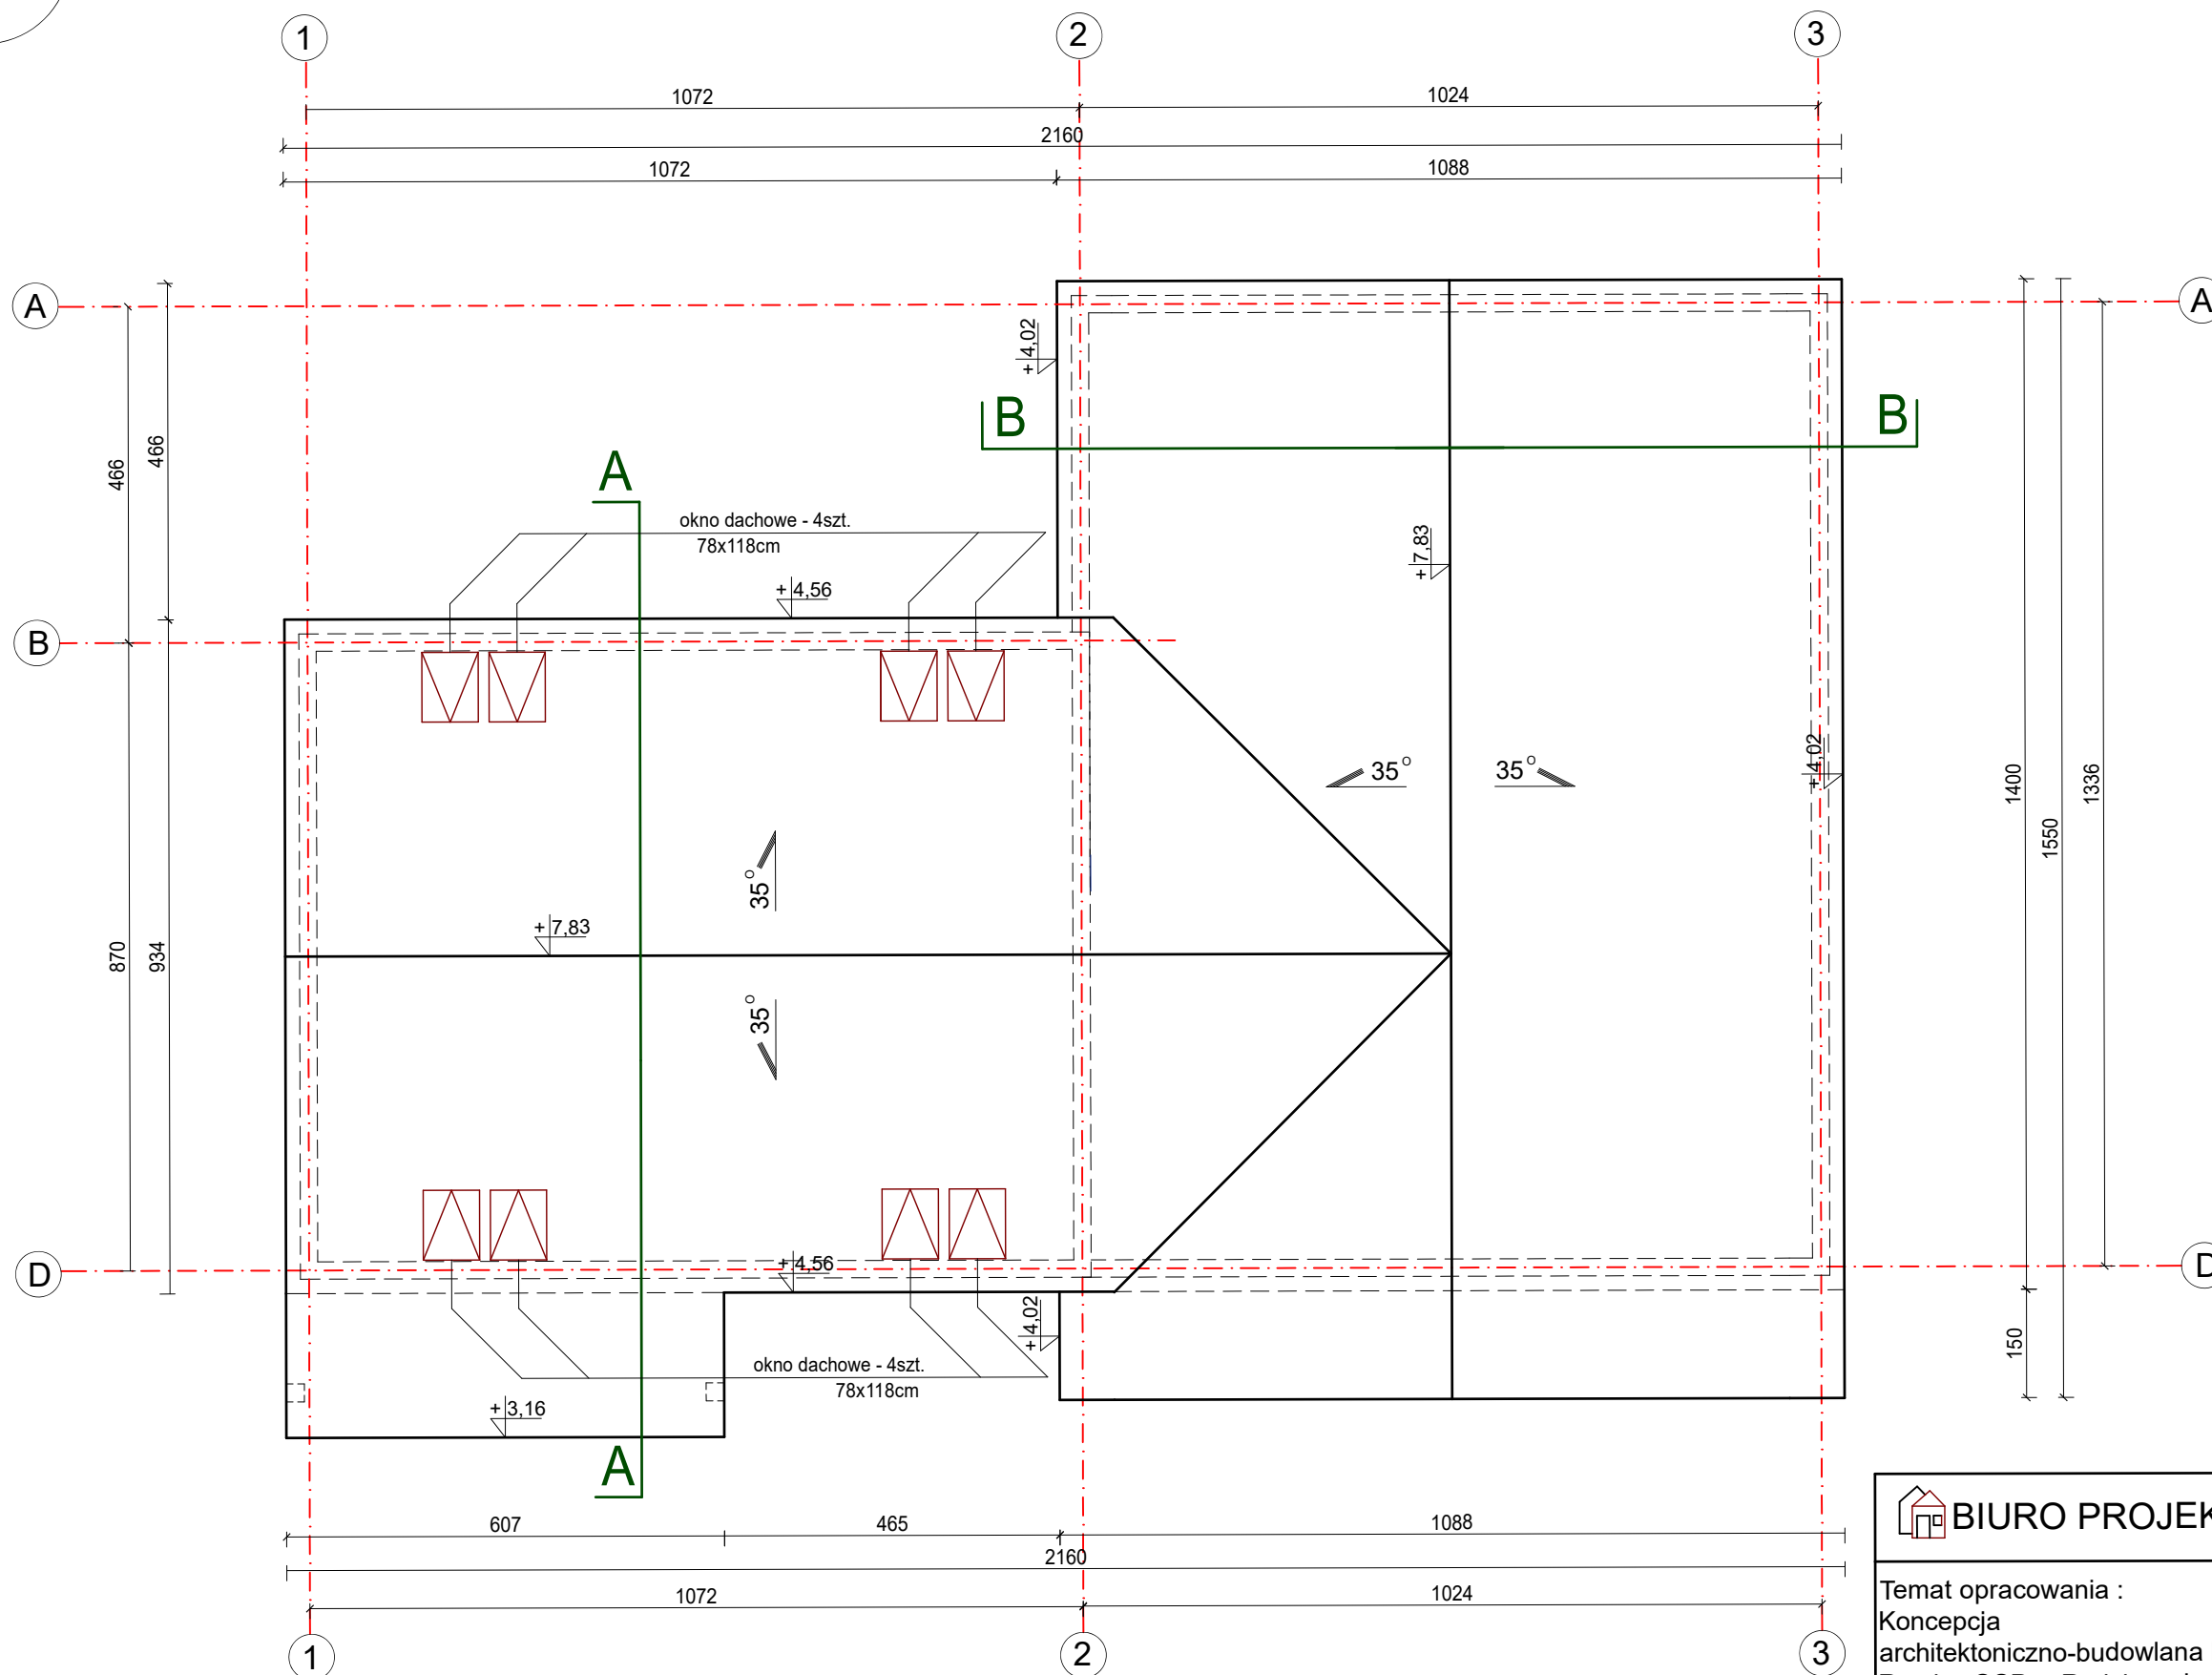 1
2
3
1072
1024
2160
1072
1088
A
A
+4,02
B
B
466
466
A
okno dachowe - 4szt.
78x118cm
+7,83
+4,56
B
35°
35°
+4,02
1400
1336
1550
35°
+7,83
870
934
35°
D
+4,56
D
+4,02
150
okno dachowe - 4szt.
78x118cm
+3,16
A
607
465
1088
2160
1072
1024
1
2
3
BIURO PROJEK
Temat opracowania :
Koncepcja
architektoniczno-budowlana